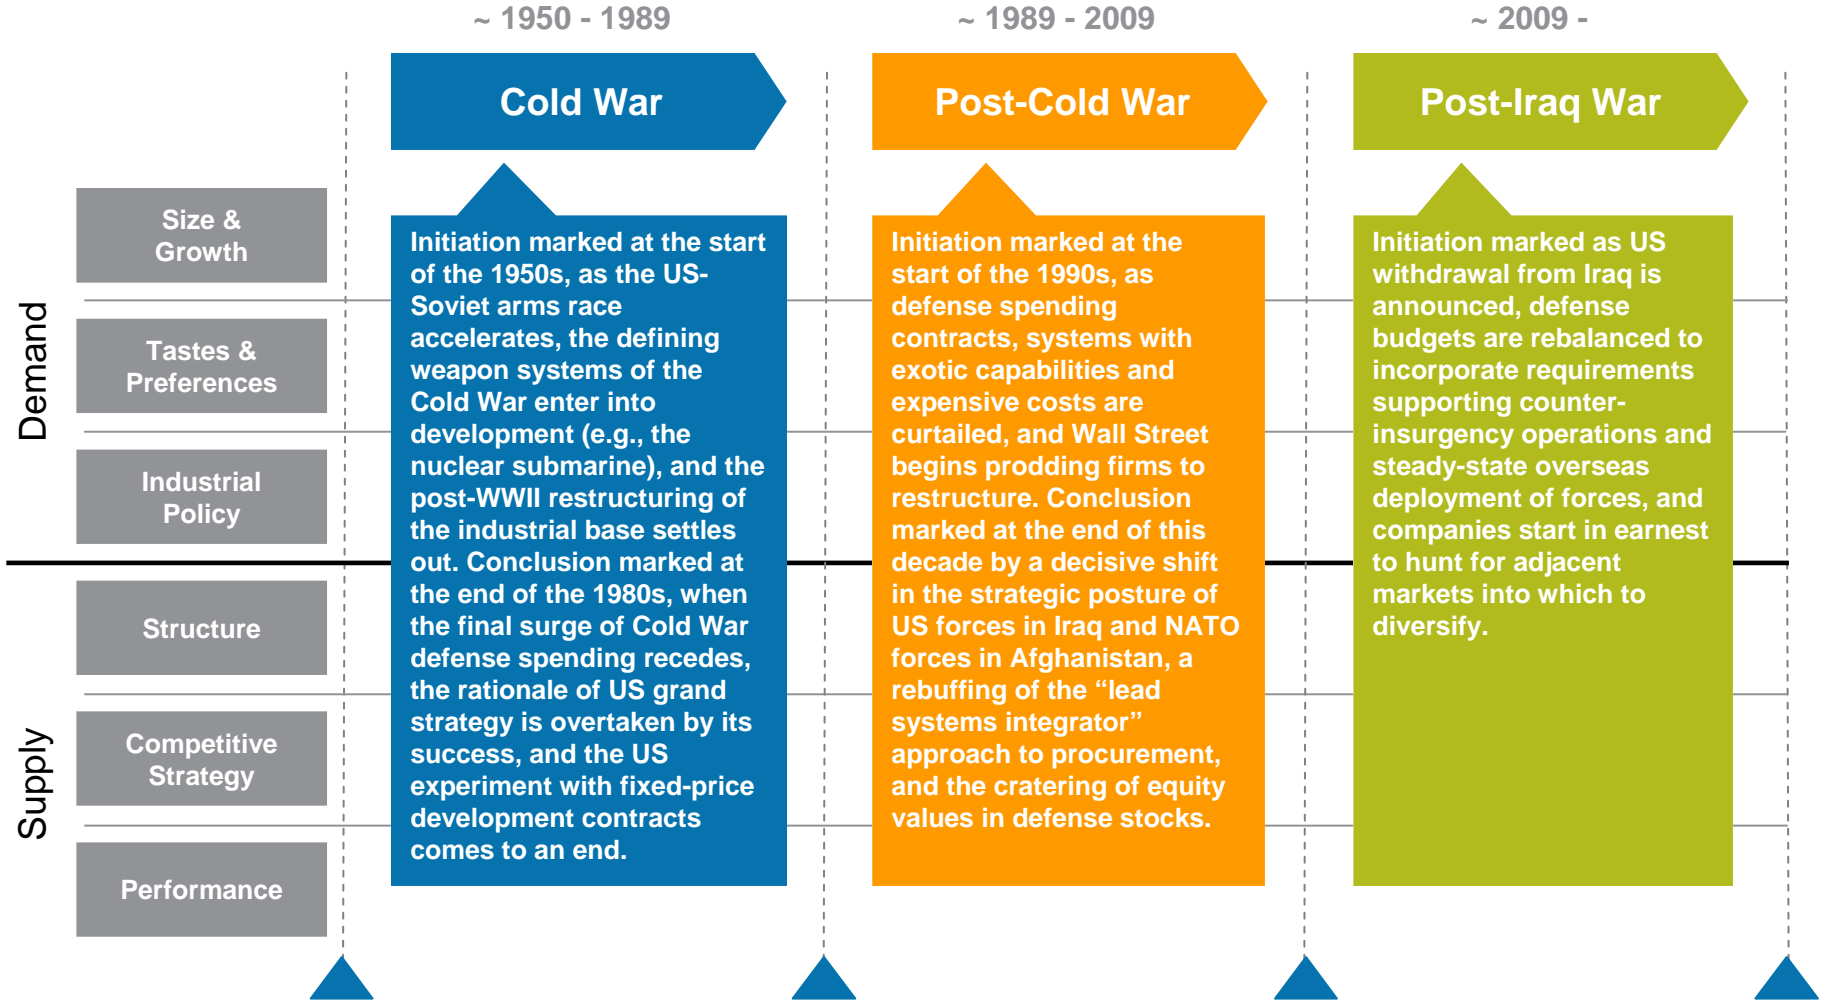 ~ 1950 - 1989
~ 1989 - 2009
~ 2009 -
Cold War
Post-Cold War
Post-Iraq War
Demand
Size &
Growth
Tastes &
Preferences
Industrial
Policy
Supply
Structure
Competitive
Strategy
Performance
Initiation marked at the start
of the 1950s, as the US-
Soviet arms race
accelerates, the defining
weapon systems of the
Cold War enter into
development (e.g., the
nuclear submarine), and the
post-WWII restructuring of
the industrial base settles
out. Conclusion marked at
the end of the 1980s, when
the final surge of Cold War
defense spending recedes,
the rationale of US grand
strategy is overtaken by its
success, and the US
experiment with fixed-price
development contracts
comes to an end.
Initiation marked at the
start of the 1990s, as
defense spending
contracts, systems with
exotic capabilities and
expensive costs are
curtailed, and Wall Street
begins prodding firms to
restructure. Conclusion
marked at the end of this
decade by a decisive shift
in the strategic posture of
US forces in Iraq and NATO
forces in Afghanistan, a
rebuffing of the “lead
systems integrator”
approach to procurement,
and the cratering of equity
values in defense stocks.
Initiation marked as US
withdrawal from Iraq is
announced, defense
budgets are rebalanced to
incorporate requirements
supporting counter-
insurgency operations and
steady-state overseas
deployment of forces, and
companies start in earnest
to hunt for adjacent
markets into which to
diversify.